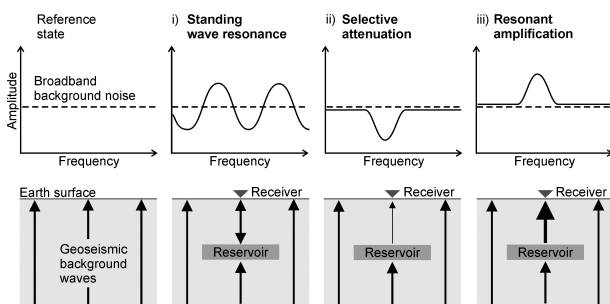 Reference
state
i) Standing
wave resonance
ii) Selective
attenuation
iii) Resonant
amplification
Amplitude
Broadband
background noise
Frequency
Frequency
Frequency
Frequency
Earth surface
Receiver
Receiver
Receiver
Geoseismic
background
waves
Reservoir
Reservoir
Reservoir